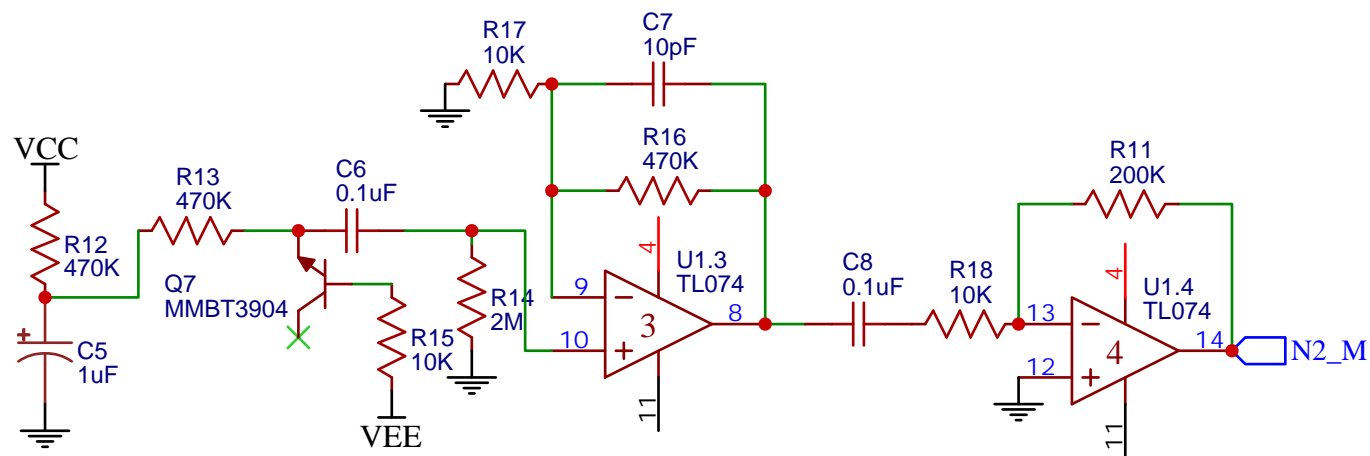 R17
10K
C7
10pF
VCC
R16
470K
R11
200K
R13
470K
C6
0.1uF
R12
470K
Q7
MMBT3904
4
U1.3
TL074
4
C8
0.1uF
R18
10K
U1.4
TL074
R14
2M
9
3
8
13
10
R15
10K
4
14
N2_M
12
C5
1uF
11
11
VEE